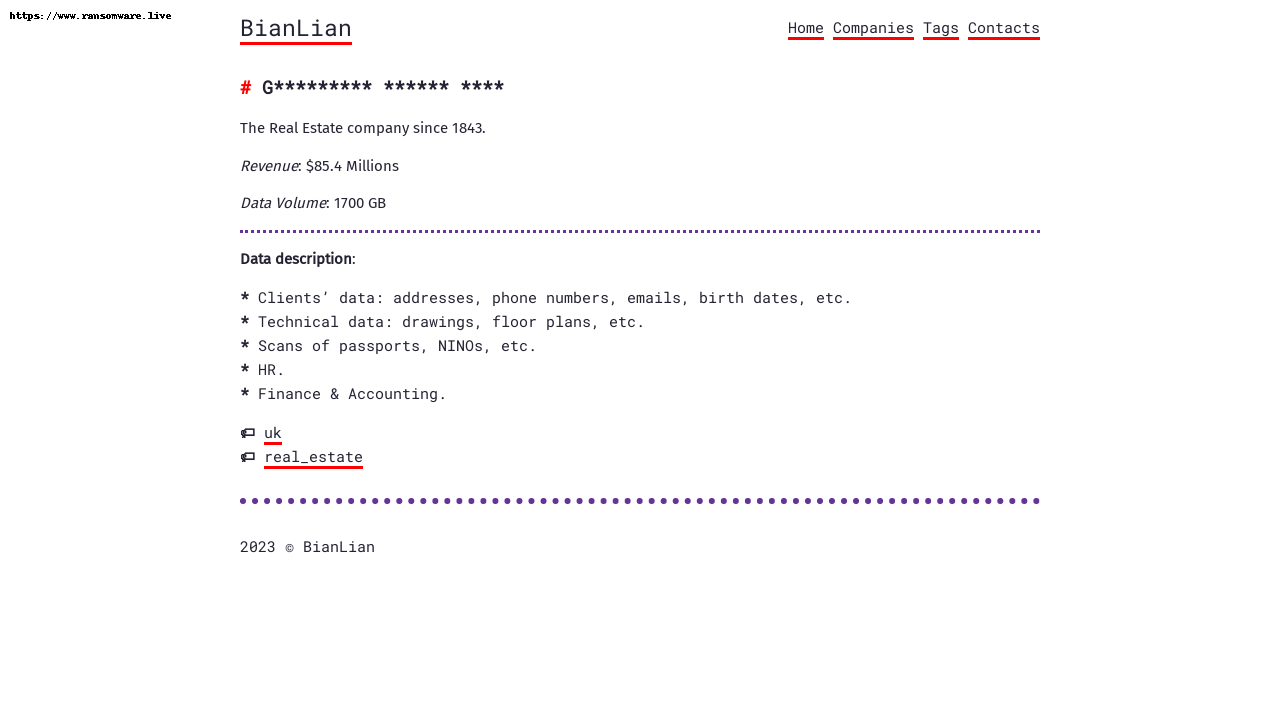 https://www.ransomware.live
BianLian
Home Companies Tags Contacts
# G********* ****** ****
The Real Estate company since 1843.
Revenue: $85.4 Millions
Data Volume: 1700 GB
Data description:
* Clients’ data: addresses, phone numbers, emails, birth dates, etc.
* Technical data: drawings, floor plans, etc.
* Scans of passports, NINOs, etc.
* HR.
* Finance & Accounting.
uk
real_estate
2023 © BianLian